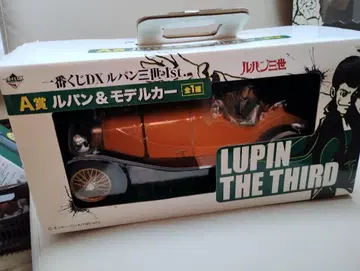 一番くじDX ルパン三世 1st.
ルパン三世
A賞 ルパン&モデルカー 全1種
LUPIN
THE THIRD